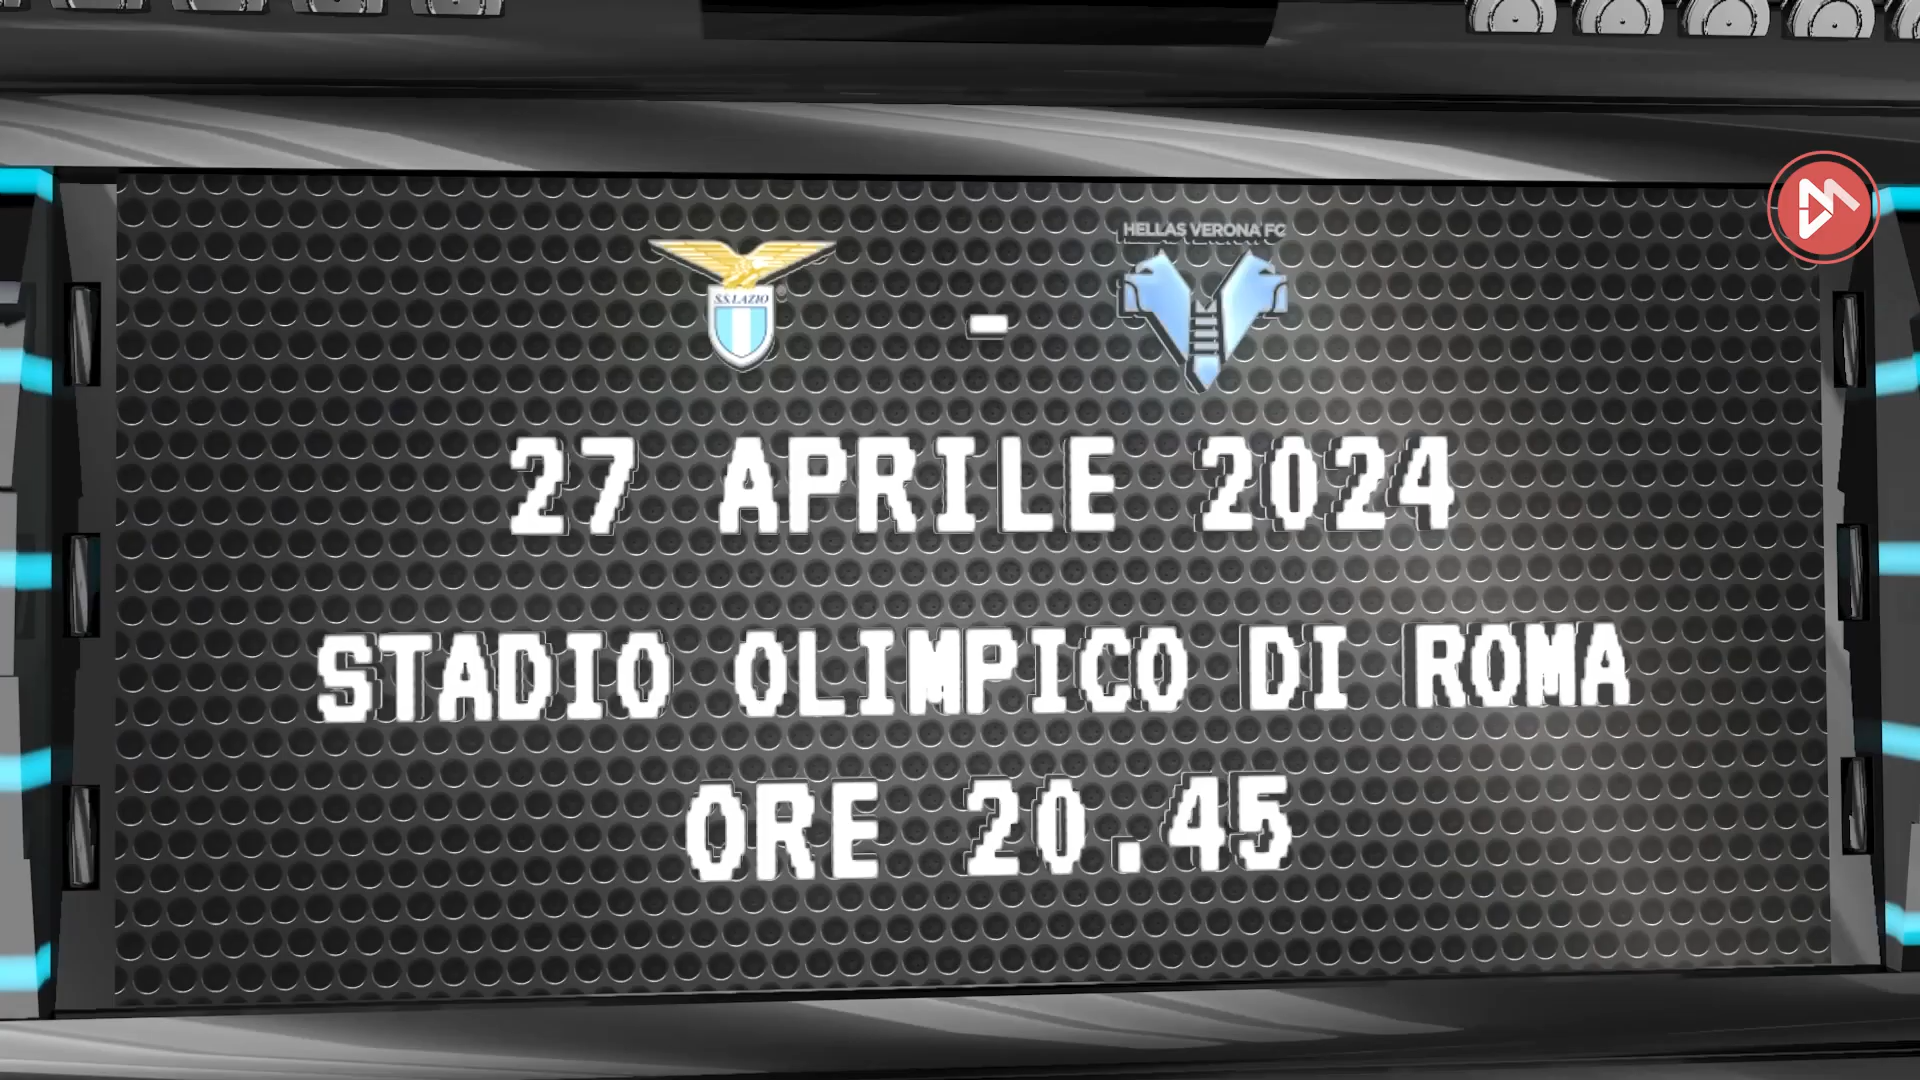 HELLAS VERONA FC
S.S.LAZIO
-
27 APRILE 2024
STADIO OLIMPICO DI ROMA
ORE 20.45